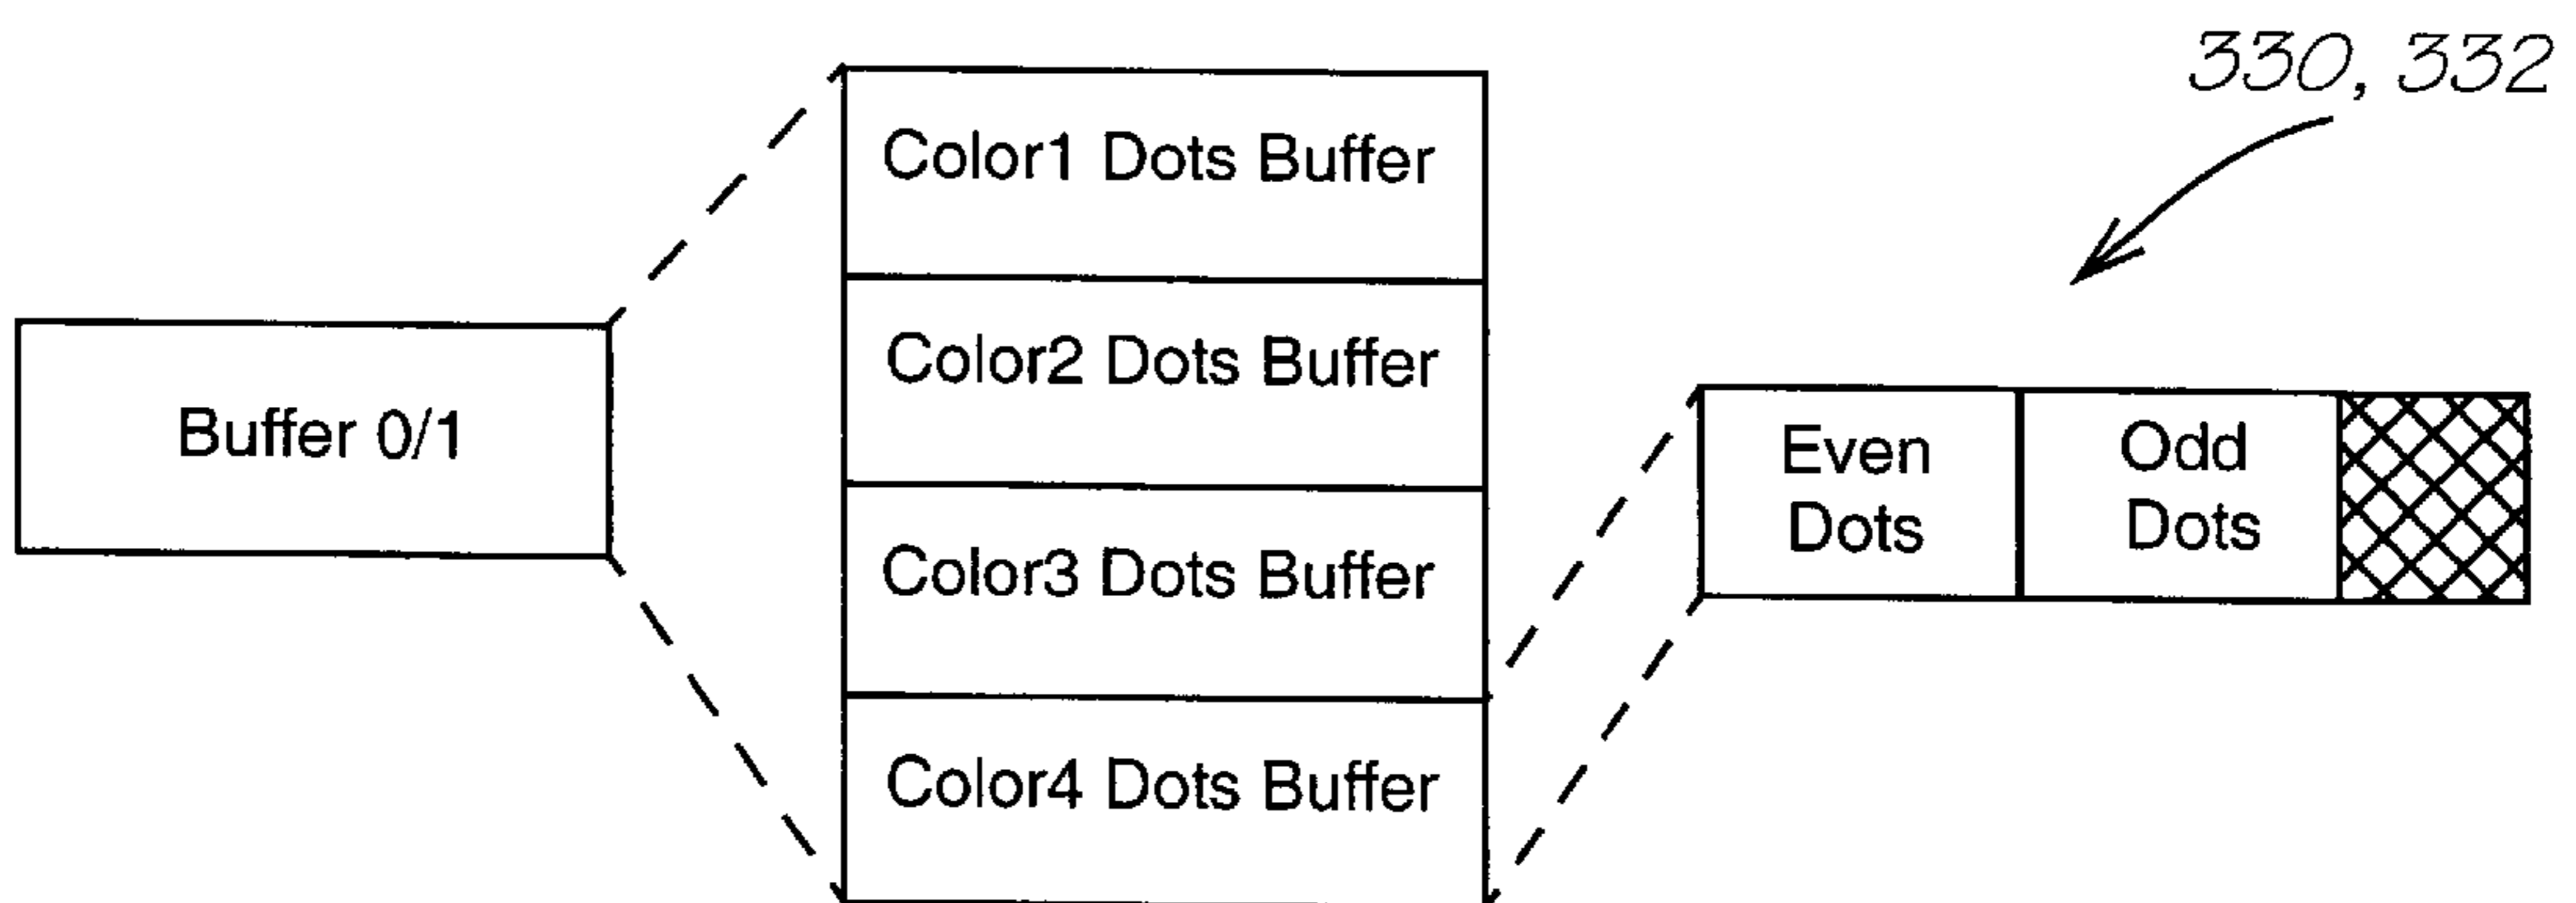 330, 332
Color1 Dots Buffer
Color2 Dots Buffer
Buffer 0/1
Color3 Dots Buffer
Color4 Dots Buffer
Even
Dots
Odd
Dots